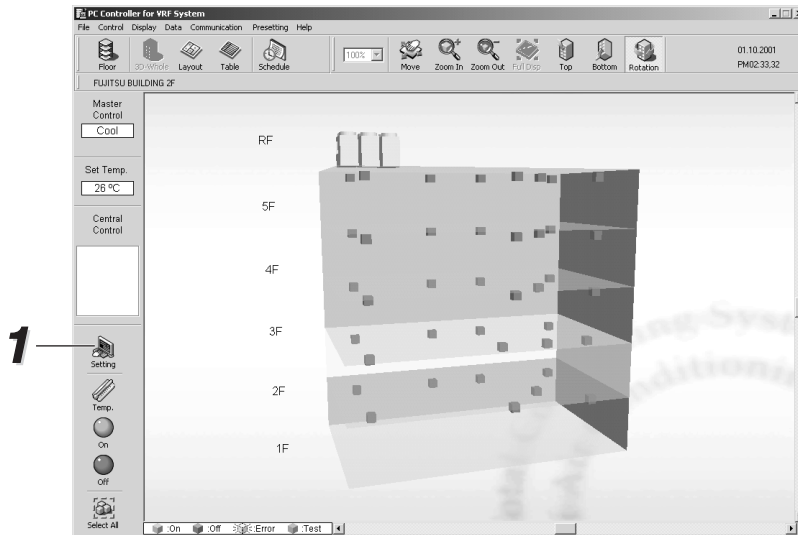 PC Controller for VRF System
File Control Display Data Communication Presetting Help
Floor 3D-Whole Layout Table Schedule 100% Move Zoom In Zoom Out Full Disp Top Bottom Rotation
01.10.2001
PM02:33,32
FUJITSU BUILDING 2F
Master
Control
Cool
Set Temp.
26 ºC
Central
Control
1
Setting
Temp.
On
Off
Select All
RF
5F
4F
3F
2F
1F
:On :Off :Error :Test